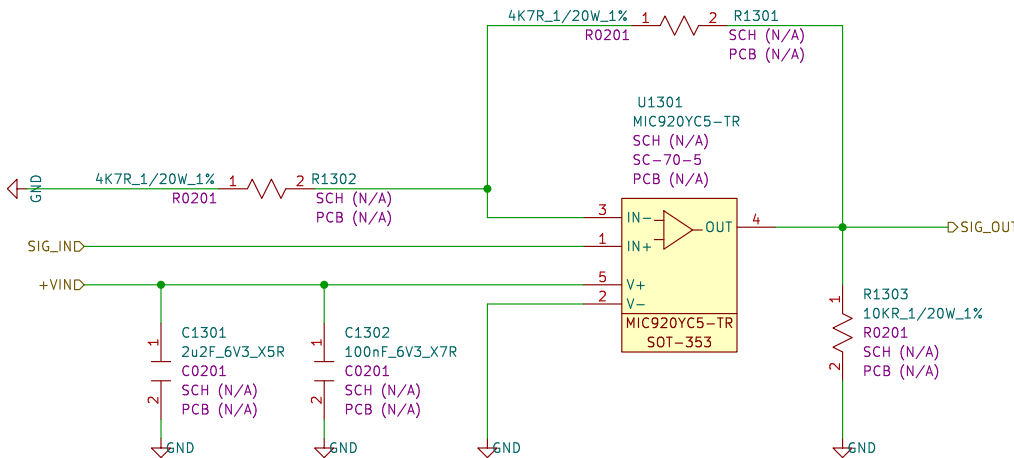 4K7R_1/20W_1%
R0201
1
2
R1301
SCH (N/A)
PCB (N/A)
U1301
MIC920YC5-TR
SCH (N/A)
SC-70-5
PCB (N/A)
GND
4K7R_1/20W_1%
R0201
1
2
R1302
SCH (N/A)
PCB (N/A)
SIG_IN
+VIN
3
1
5
2
IN-
IN+
V+
V-
OUT
4
MIC920YC5-TR
SOT-353
SIG_OUT
C1301
2u2F_6V3_X5R
C0201
SCH (N/A)
PCB (N/A)
1
2
GND
C1302
100nF_6V3_X7R
C0201
SCH (N/A)
PCB (N/A)
1
2
GND
GND
R1303
10KR_1/20W_1%
R0201
SCH (N/A)
PCB (N/A)
1
2
GND